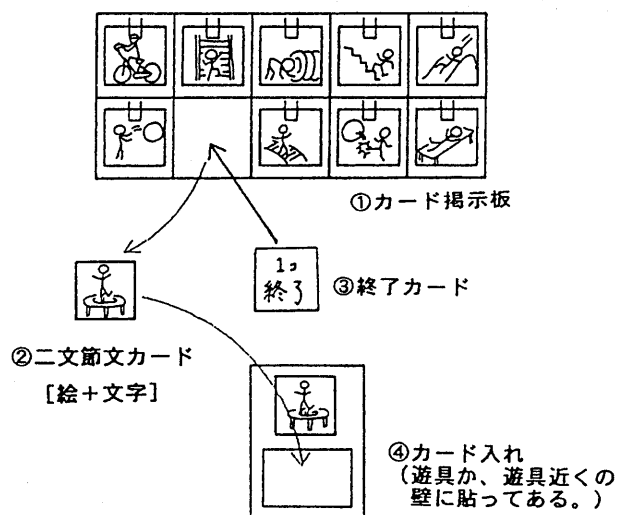 ①カード掲示板
1コ
終了
③終了カード
②二文節文カード
[絵+文字]
④カード入れ
(遊具か、遊具近くの
壁に貼ってある。)